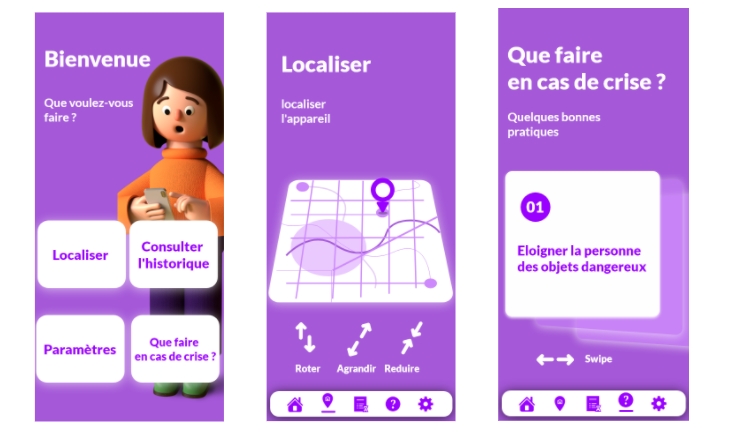 Bienvenue
Que voulez-vous
faire ?
Localiser
Consulter
l'historique
Paramètres
Que faire
en cas de crise ?
Localiser
localiser
l'appareil
Roter
Agrandir
Reduire
Que faire
en cas de crise ?
Quelques bonnes
pratiques
01
Eloigner la personne
des objets dangereux
Swipe